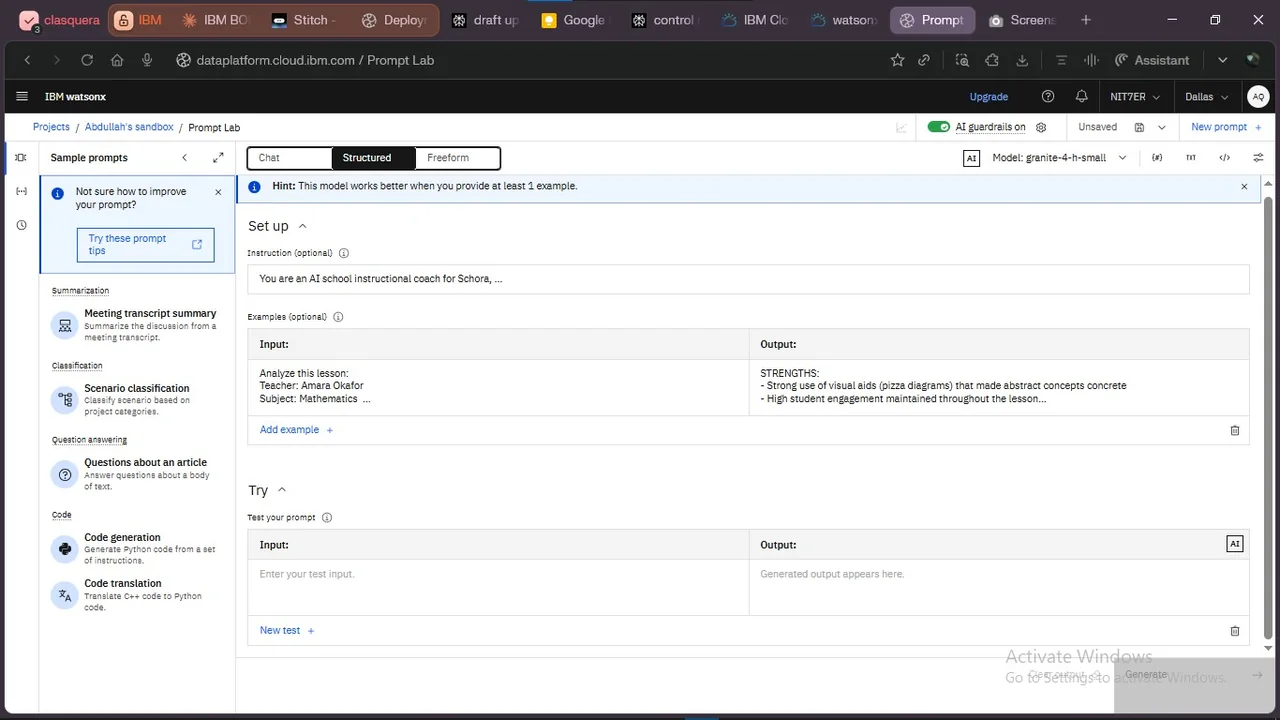 clasquera
3
IBM
IBM BO
Stitch -
Deploy
draft up
Google
control
IBM Clo
watson
Prompt
Screens
dataplatform.cloud.ibm.com / Prompt Lab
Assistant
IBM watsonx
Upgrade
NIT7ER
Dallas
AQ
Projects / Abdullah's sandbox / Prompt Lab
AI guardrails on
Unsaved
New prompt +
Sample prompts
Chat
Structured
Freeform
AI
Model: granite-4-h-small
Not sure how to improve
your prompt?
Try these prompt
tips
Summarization
Meeting transcript summary
Summarize the discussion from a
meeting transcript.
Classification
Scenario classification
Classify scenario based on
project categories.
Question answering
Questions about an article
Answer questions about a body
of text.
Code
Code generation
Generate Python code from a set
of instructions.
Code translation
Translate C++ code to Python
code.
Hint: This model works better when you provide at least 1 example.
Set up
Instruction (optional)
You are an AI school instructional coach for Schora, ...
Examples (optional)
Input:
Output:
Analyze this lesson:
Teacher: Amara Okafor
Subject: Mathematics ...
STRENGTHS:
- Strong use of visual aids (pizza diagrams) that made abstract concepts concrete
- High student engagement maintained throughout the lesson...
Add example +
Try
Test your prompt
Input:
Output:
AI
Enter your test input.
Generated output appears here.
New test +
Activate Windows
Go to Settings to activate Windows.
Clear output
Generate